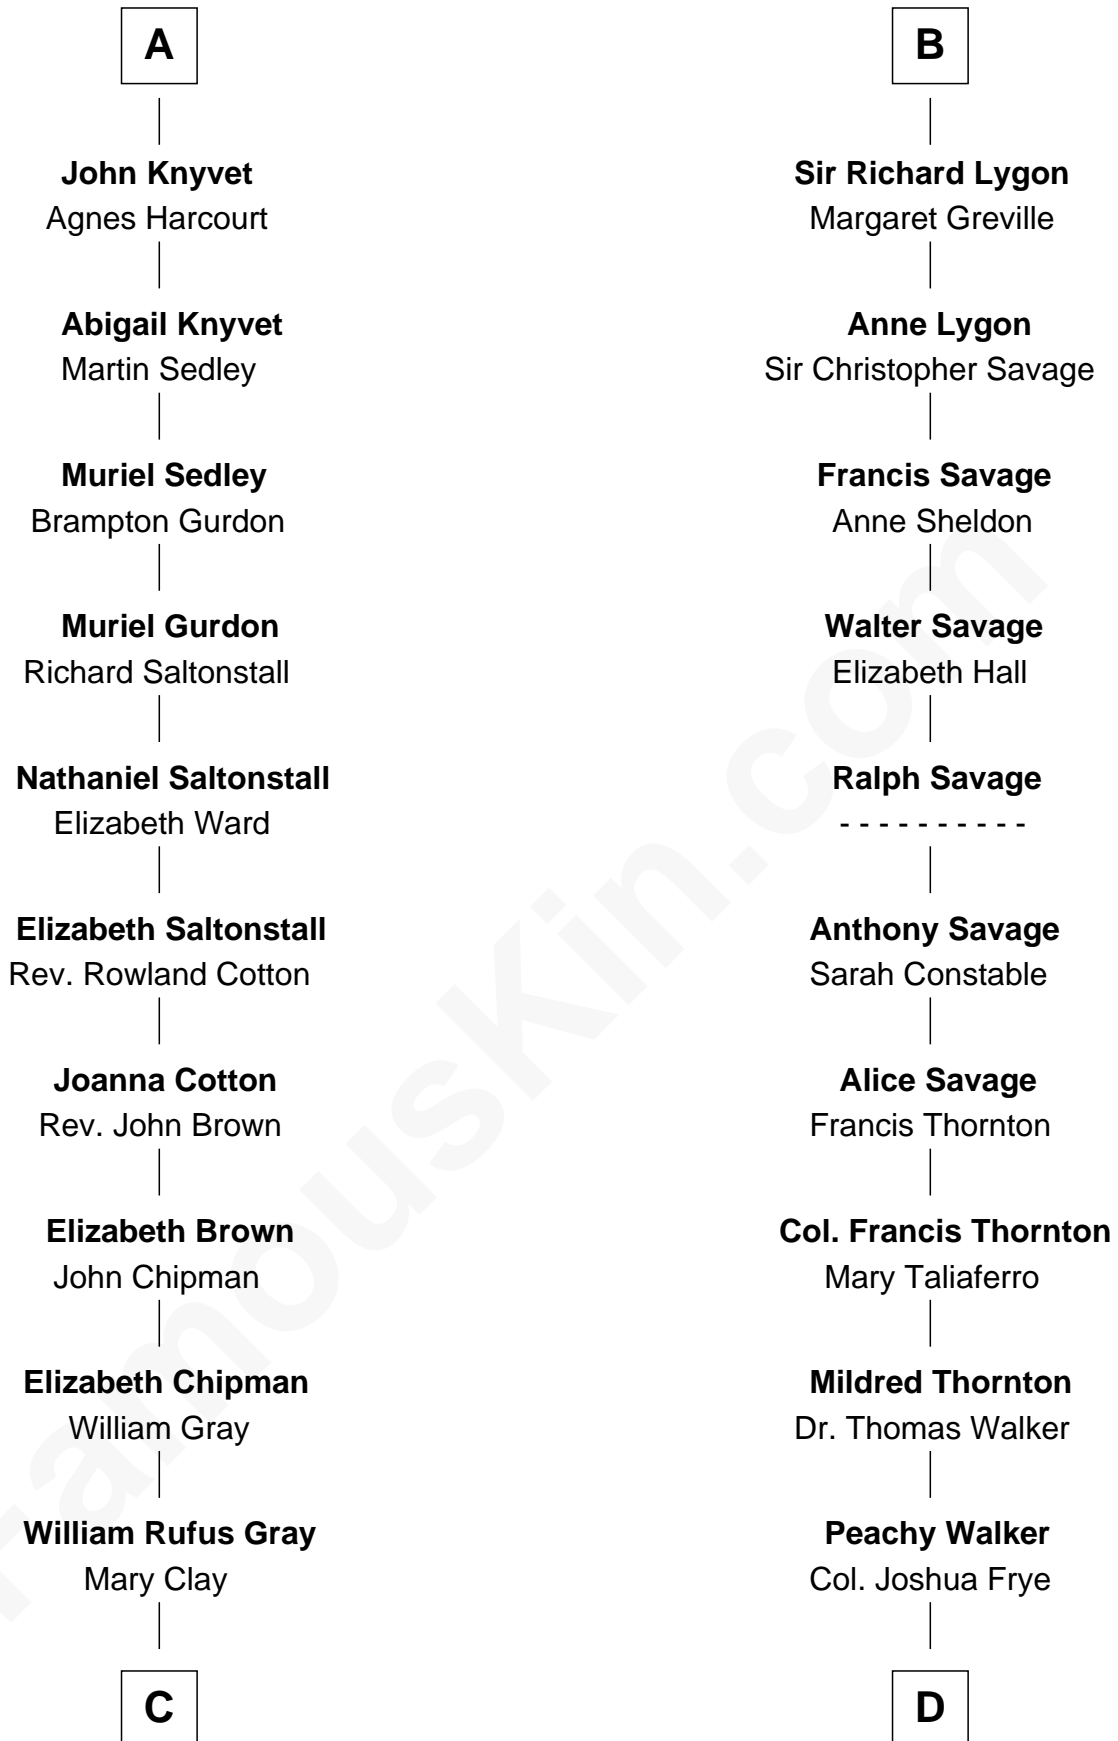 A
John Knyvet
Agnes Harcourt
Abigail Knyvet
Martin Sedley
Muriel Sedley
Brampton Gurdon
Muriel Gurdon
Richard Saltonstall
Nathaniel Saltonstall
Elizabeth Ward
Elizabeth Saltonstall
Rev. Rowland Cotton
Joanna Cotton
Rev. John Brown
Elizabeth Brown
John Chipman
Elizabeth Chipman
William Gray
William Rufus Gray
Mary Clay
C
B
Sir Richard Lygon
Margaret Greville
Anne Lygon
Sir Christopher Savage
Francis Savage
Anne Sheldon
Walter Savage
Elizabeth Hall
Ralph Savage
- - - - - - - - - -
Anthony Savage
Sarah Constable
Alice Savage
Francis Thornton
Col. Francis Thornton
Mary Taliaferro
Mildred Thornton
Dr. Thomas Walker
Peachy Walker
Col. Joshua Frye
D
FamousKin.com